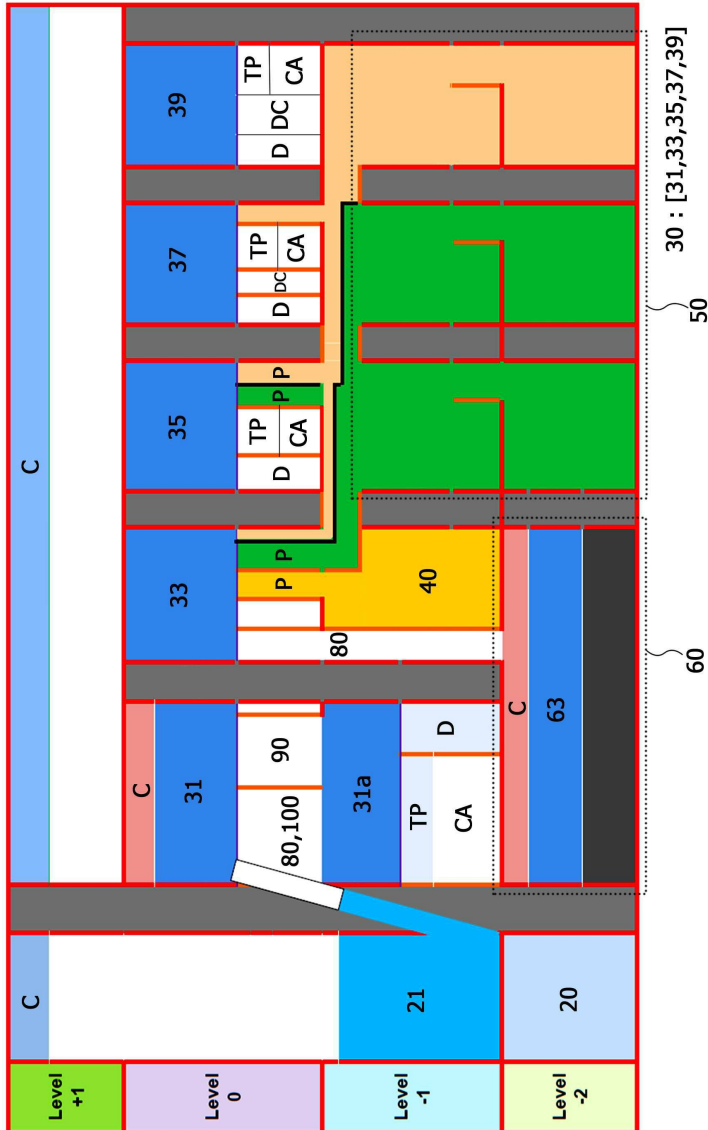 Level
+1
C
C
Level
0
C
31
33
35
37
39
80,100
90
P
P
D
TP
CA
P
P
D
DC
TP
CA
D
DC
TP
CA
80
Level
-1
21
31a
TP
CA
D
40
Level
-2
20
C
63
60
50
30 : [31,33,35,37,39]